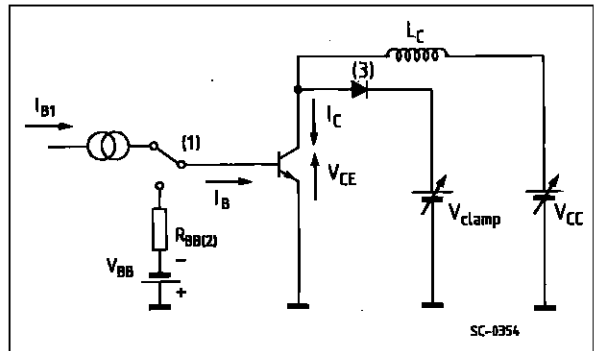 L_C
(3)
I_B1
(1)
I_C
V_CE
I_B
V_clamp
V_CC
R_BB(2)
V_BB
−
+
SC-0354